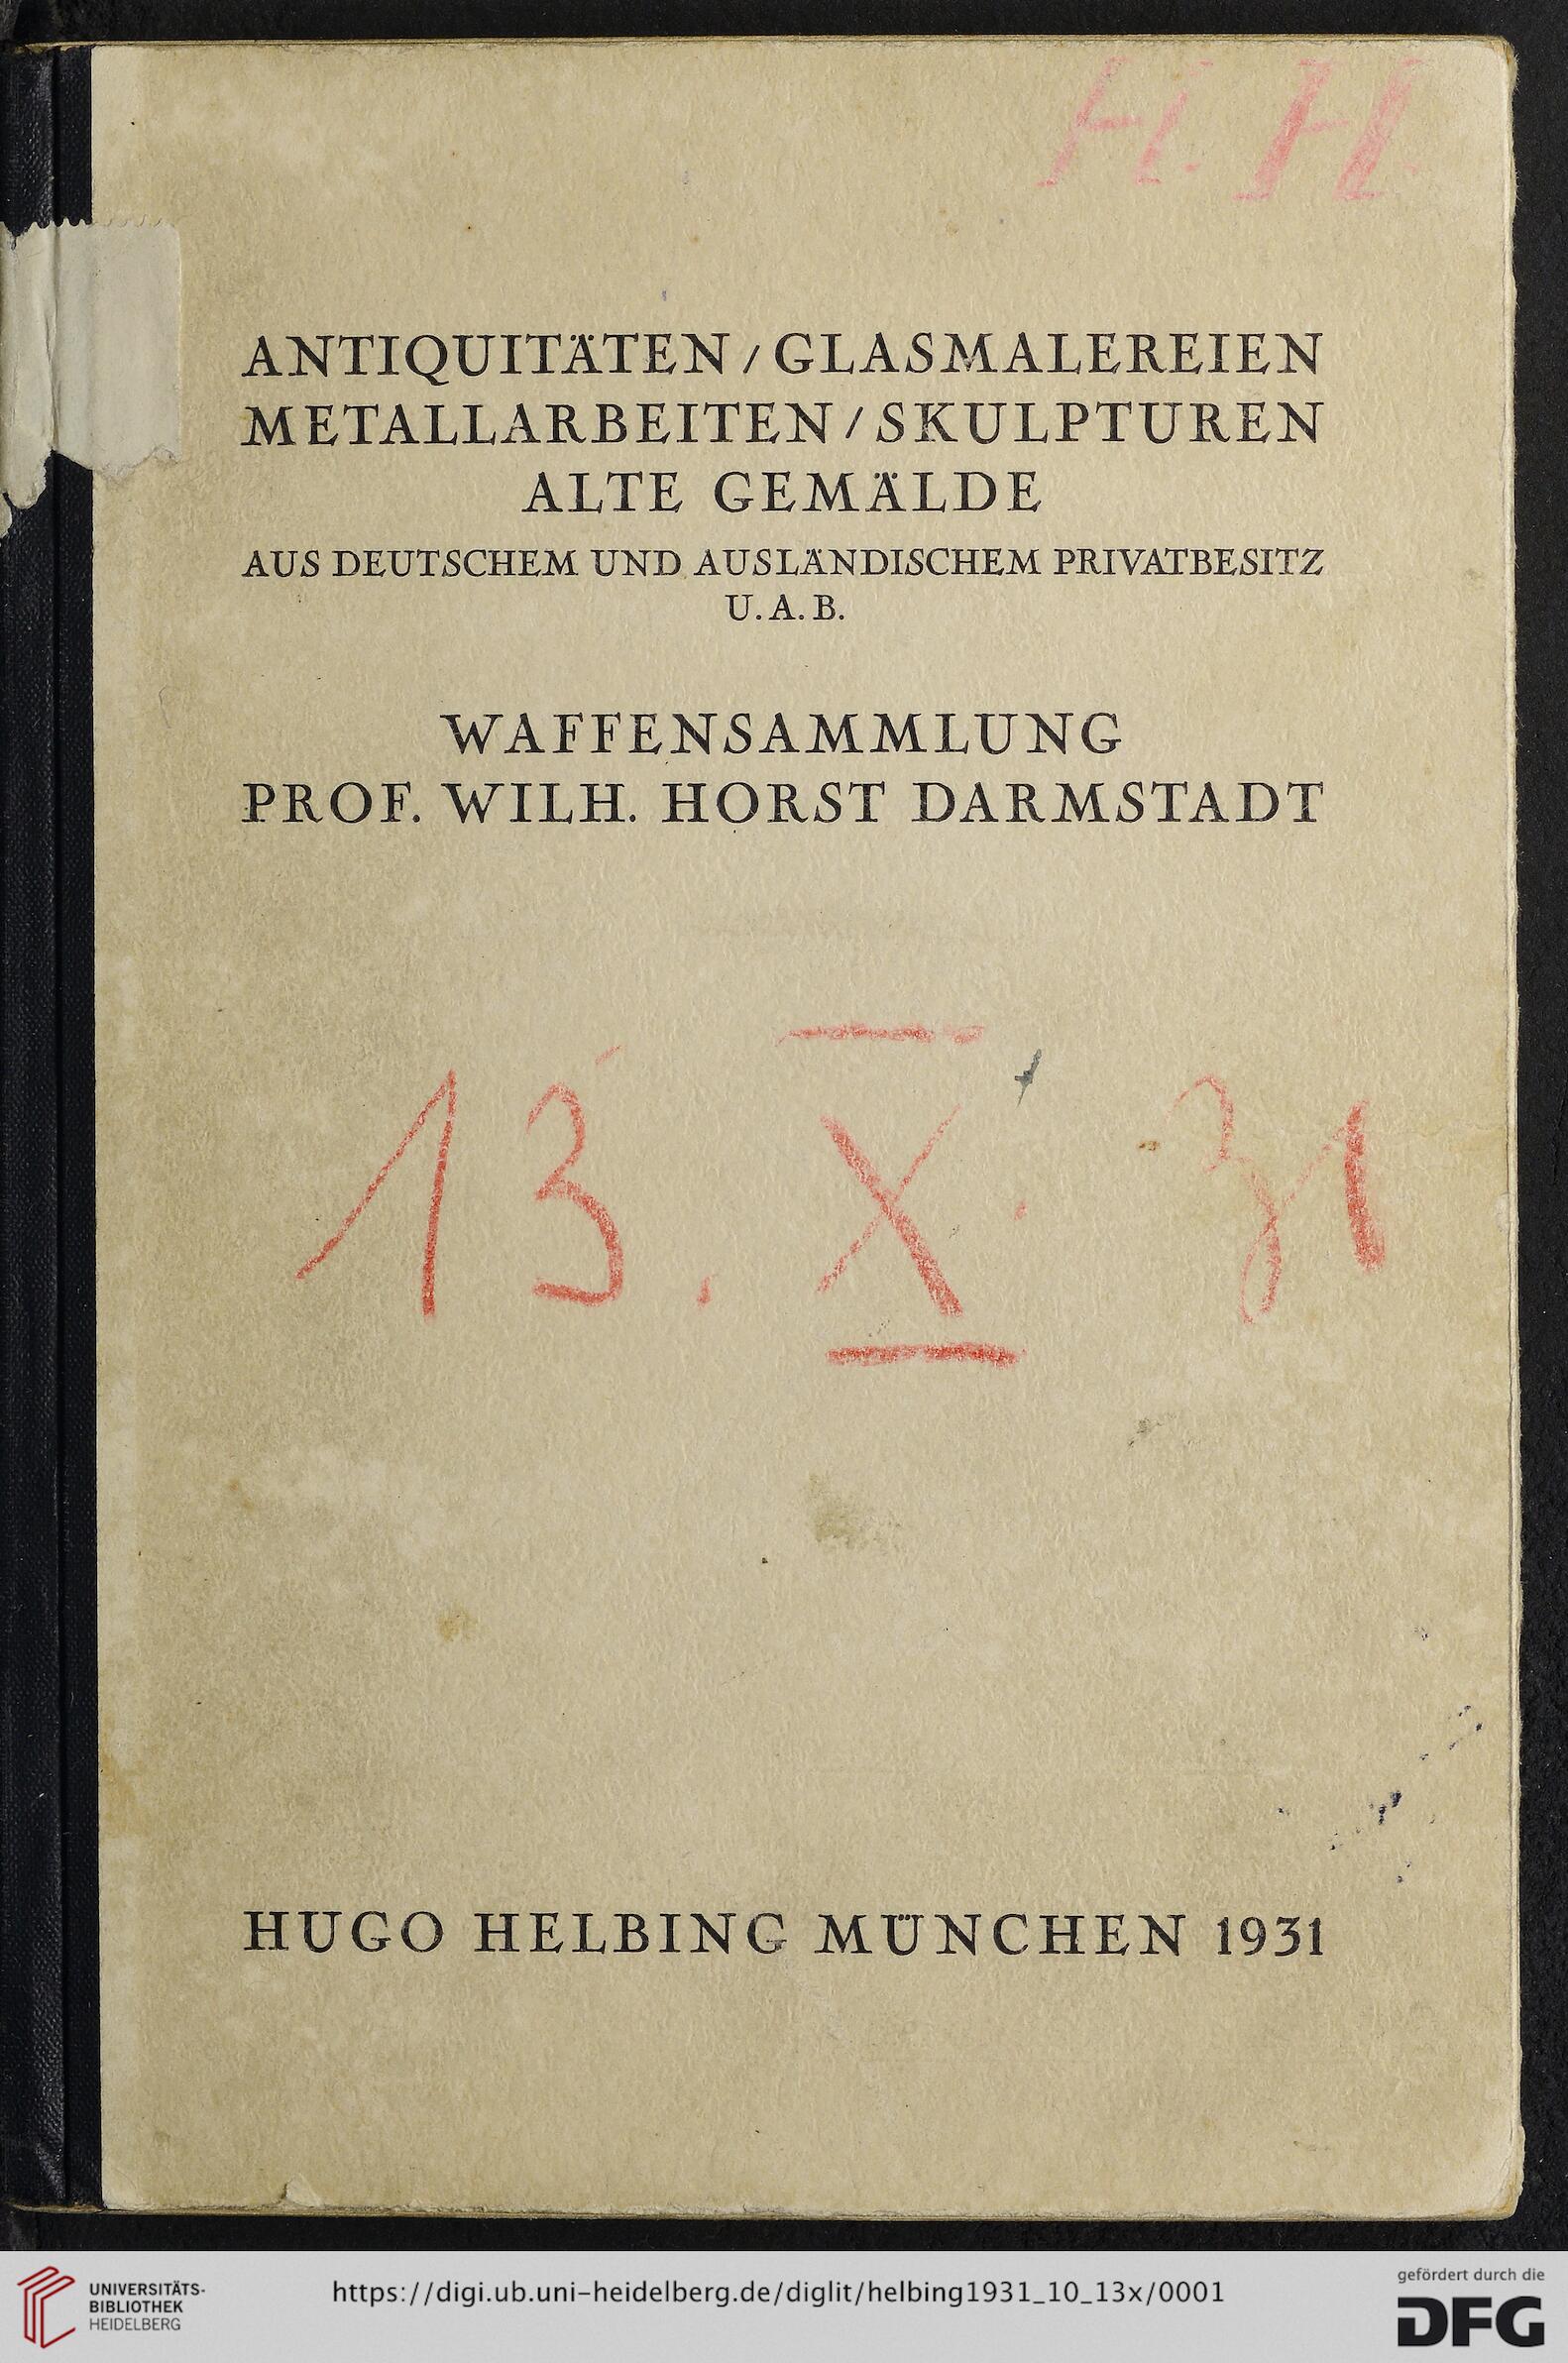 H. H.
ANTIQUITÄTEN / GLASMALEREIEN
METALLARBEITEN / SKULPTUREN
ALTE GEMÄLDE
AUS DEUTSCHEM UND AUSLÄNDISCHEM PRIVATBESITZ
U. A. B.
WAFFENSAMMLUNG
PROF. WILH. HORST DARMSTADT
13. X. 31
HUGO HELBING MÜNCHEN 1931
UNIVERSITÄTS-
BIBLIOTHEK
HEIDELBERG
https://digi.ub.uni-heidelberg.de/diglit/helbing1931_10_13x/0001
gefördert durch die
DFG